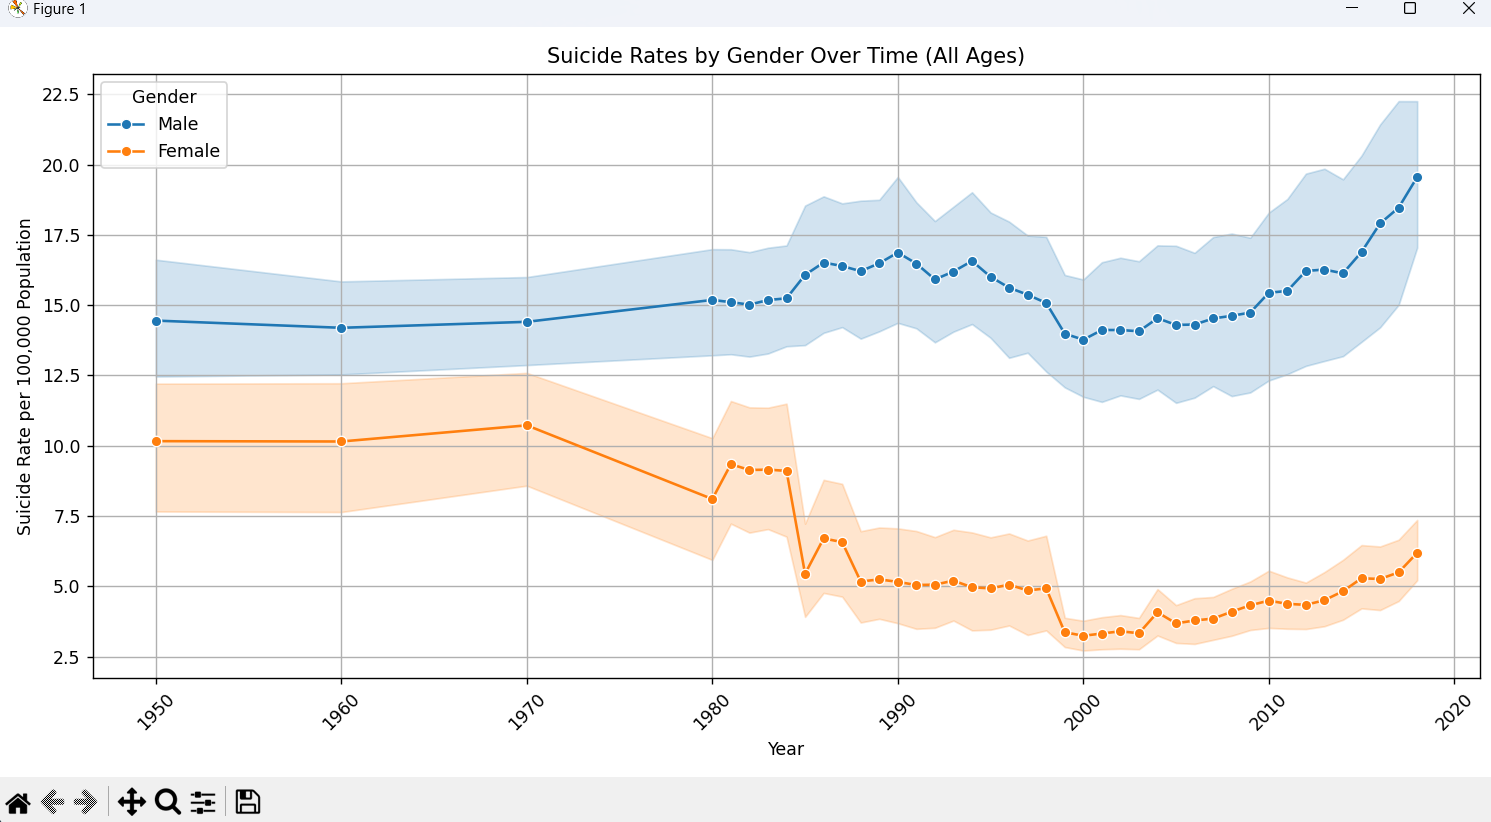 Figure 1
Suicide Rates by Gender Over Time (All Ages)
Gender
Male
Female
22.5
20.0
17.5
15.0
12.5
10.0
7.5
5.0
2.5
Suicide Rate per 100,000 Population
1950
1960
1970
1980
1990
2000
2010
2020
Year